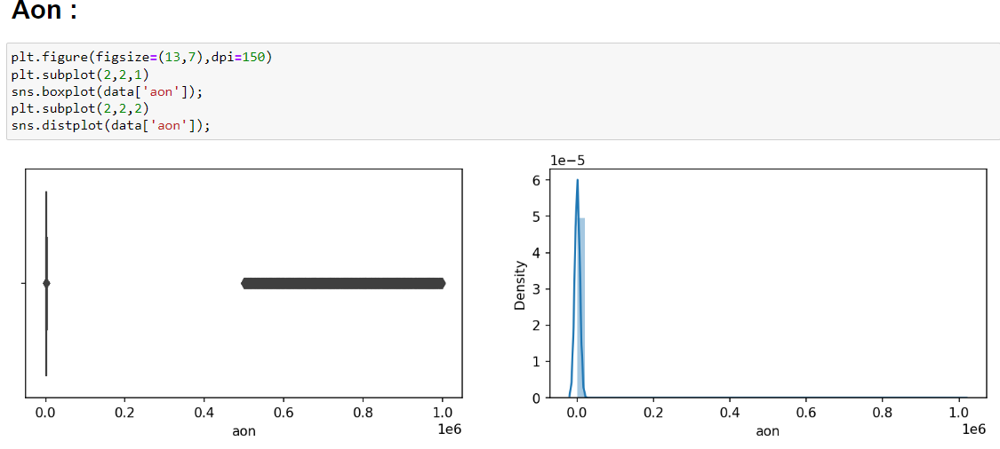 Aon :
plt.figure(figsize=(13,7),dpi=150)
plt.subplot(2,2,1)
sns.boxplot(data['aon']);
plt.subplot(2,2,2)
sns.distplot(data['aon']);
0.0 0.2 0.4 0.6 0.8 1.0
1e6
aon
1e−5
6
5
4
3
2
1
0
Density
0.0 0.2 0.4 0.6 0.8 1.0
1e6
aon